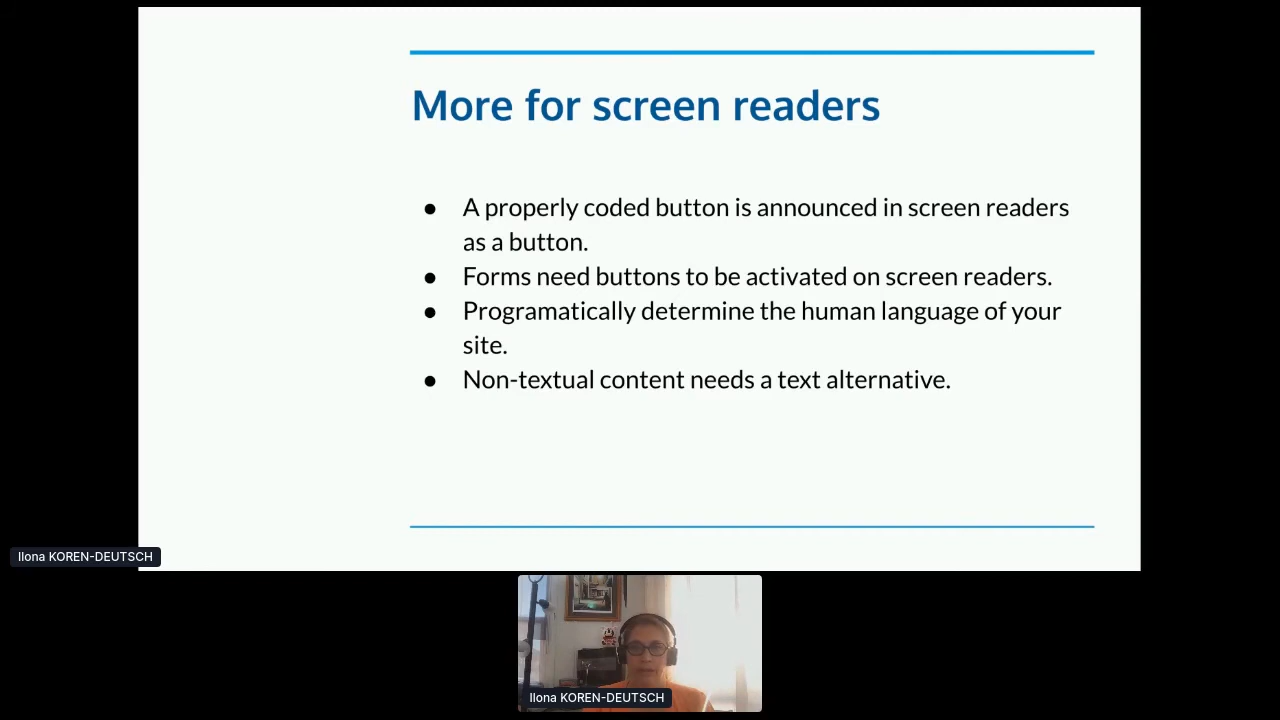 More for screen readers
● A properly coded button is announced in screen readers
as a button.
● Forms need buttons to be activated on screen readers.
● Programatically determine the human language of your
site.
● Non-textual content needs a text alternative.
Ilona KOREN-DEUTSCH
Ilona KOREN-DEUTSCH